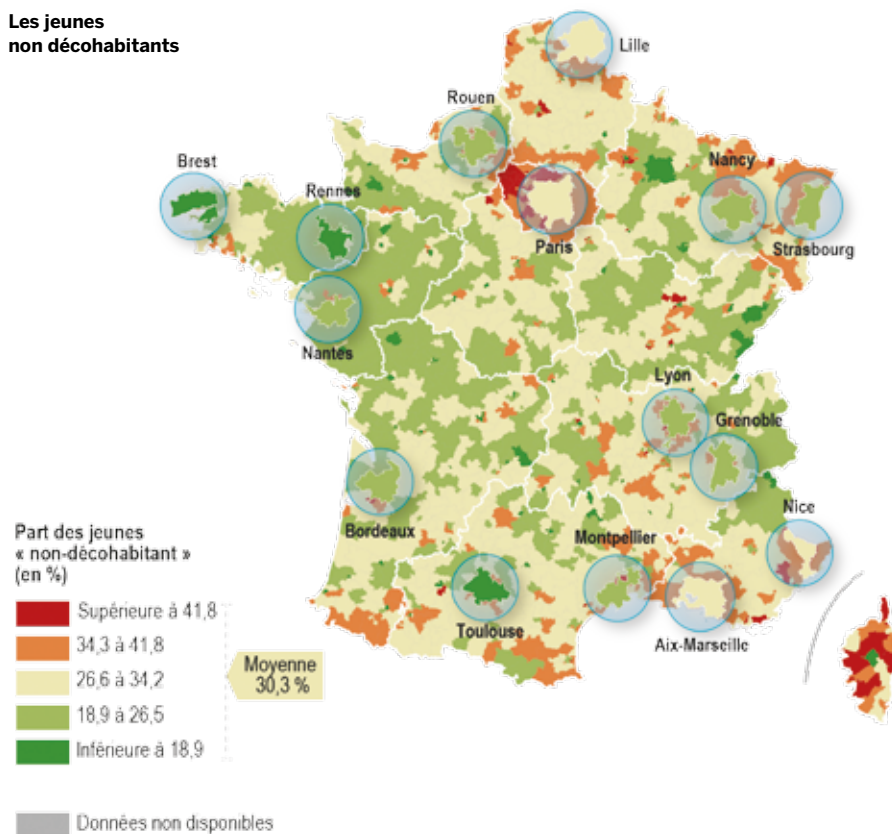 Les jeunes
non décohabitants
Lille
Rouen
Brest
Rennes
Nancy
Paris
Strasbourg
Nantes
Lyon
Grenoble
Bordeaux
Nice
Montpellier
Toulouse
Aix-Marseille
Part des jeunes
« non-décohabitant »
(en %)
Supérieure à 41,8
34,3 à 41,8
26,6 à 34,2
18,9 à 26,5
Inférieure à 18,9
Moyenne
30,3 %
Données non disponibles